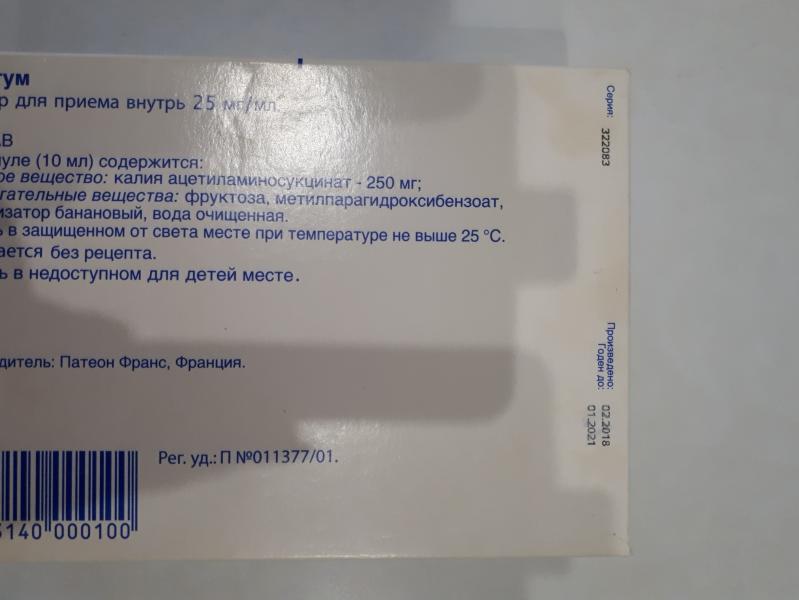 тум
р для приема внутрь 25 мг/мл
АВ
уле (10 мл) содержится:
ое вещество: калия ацетиламиносукцинат - 250 мг;
гательные вещества: фруктоза, метилпарагидроксибензоат,
изатор банановый, вода очищенная.
ь в защищенном от света месте при температуре не выше 25 °C.
ается без рецепта.
ь в недоступном для детей месте.
дитель: Патеон Франс, Франция.
Рег. уд.: П №011377/01.
5140 000100
Серия: 322083
Произведено: 02.2018
Годен до: 01.2021